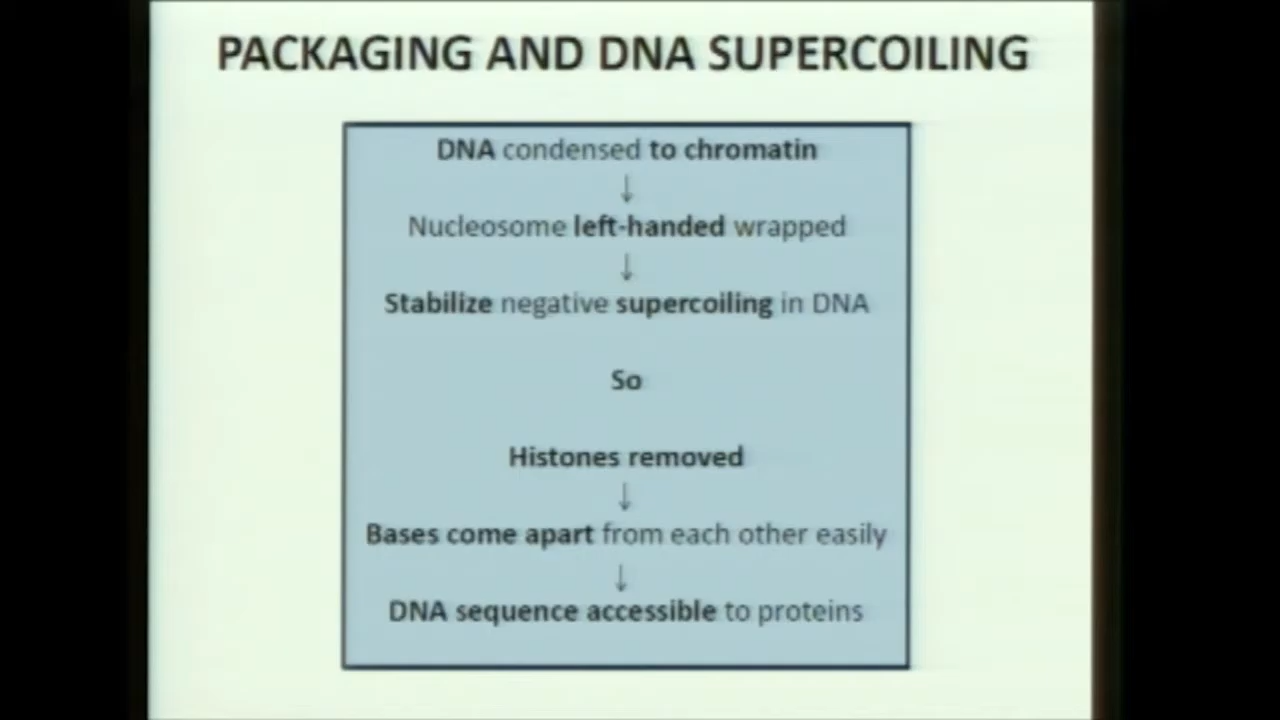 PACKAGING AND DNA SUPERCOILING
DNA condensed to chromatin
↓
Nucleosome left-handed wrapped
↓
Stabilize negative supercoiling in DNA
So
Histones removed
↓
Bases come apart from each other easily
↓
DNA sequence accessible to proteins